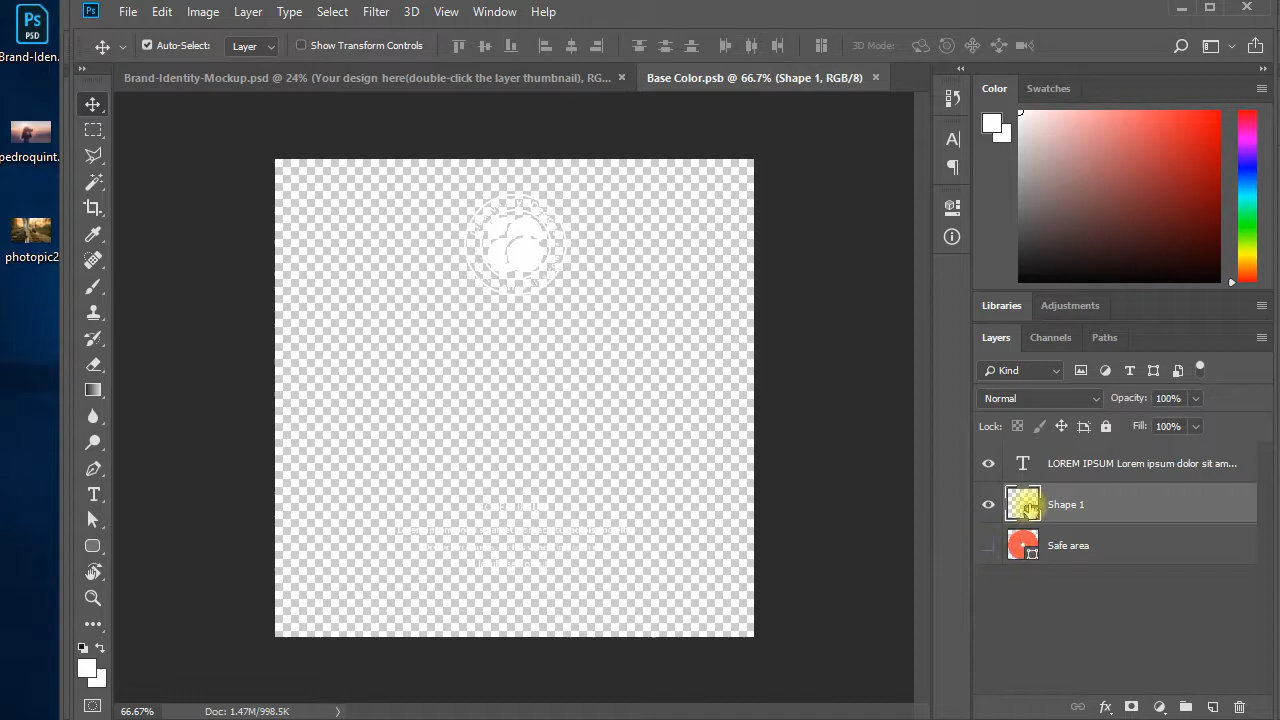 Ps
PSD
Brand-Iden.
pedroquint.
photopic2
Ps
File Edit Image Layer Type Select Filter 3D View Window Help
Auto-Select: Layer Show Transform Controls 3D Mode:
Brand-Identity-Mockup.psd @ 24% (Your design here(double-click the layer thumbnail), RG... × Base Color.psb @ 66.7% (Shape 1, RGB/8) ×
Color Swatches
Libraries Adjustments
Layers Channels Paths
Kind
Normal Opacity: 100%
Lock: Fill: 100%
LOREM IPSUM Lorem ipsum dolor sit am...
Shape 1
Safe area
66.67% Doc: 1.47M/998.5K